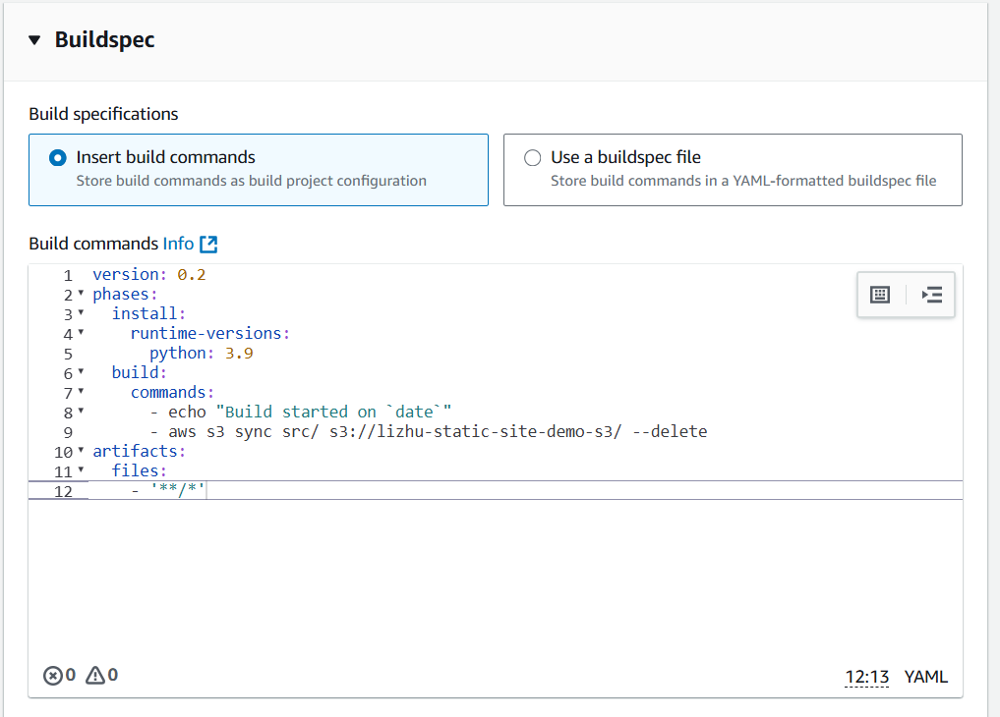 Buildspec
Build specifications
Insert build commands
Store build commands as build project configuration
Use a buildspec file
Store build commands in a YAML-formatted buildspec file
Build commands Info
1 version: 0.2
2 phases:
3   install:
4     runtime-versions:
5       python: 3.9
6   build:
7     commands:
8       - echo "Build started on `date`"
9       - aws s3 sync src/ s3://lizhu-static-site-demo-s3/ --delete
10 artifacts:
11   files:
12     - '**/*'
0 0
12:13 YAML